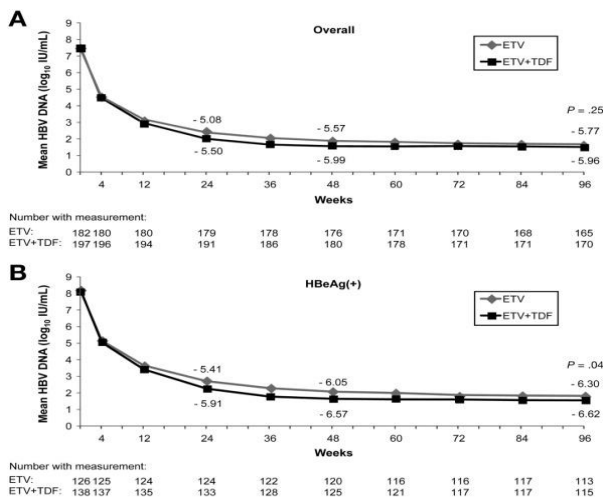 A
Overall
Mean HBV DNA (log10 IU/mL)
9
8
7
6
5
4
3
2
1
0
ETV
ETV+TDF
P = .25
- 5.08
- 5.57
- 5.77
- 5.50
- 5.99
- 5.96
4 12 24 36 48 60 72 84 96
Weeks
Number with measurement:
ETV: 182 180 180 179 178 176 171 170 168 165
ETV+TDF: 197 196 194 191 186 180 178 171 171 170
B
HBeAg(+)
Mean HBV DNA (log10 IU/mL)
9
8
7
6
5
4
3
2
1
0
ETV
ETV+TDF
P = .04
- 5.41
- 6.05
- 6.30
- 5.91
- 6.57
- 6.62
4 12 24 36 48 60 72 84 96
Weeks
Number with measurement:
ETV: 126 125 124 124 122 120 116 116 117 113
ETV+TDF: 138 137 135 133 128 125 121 117 117 115